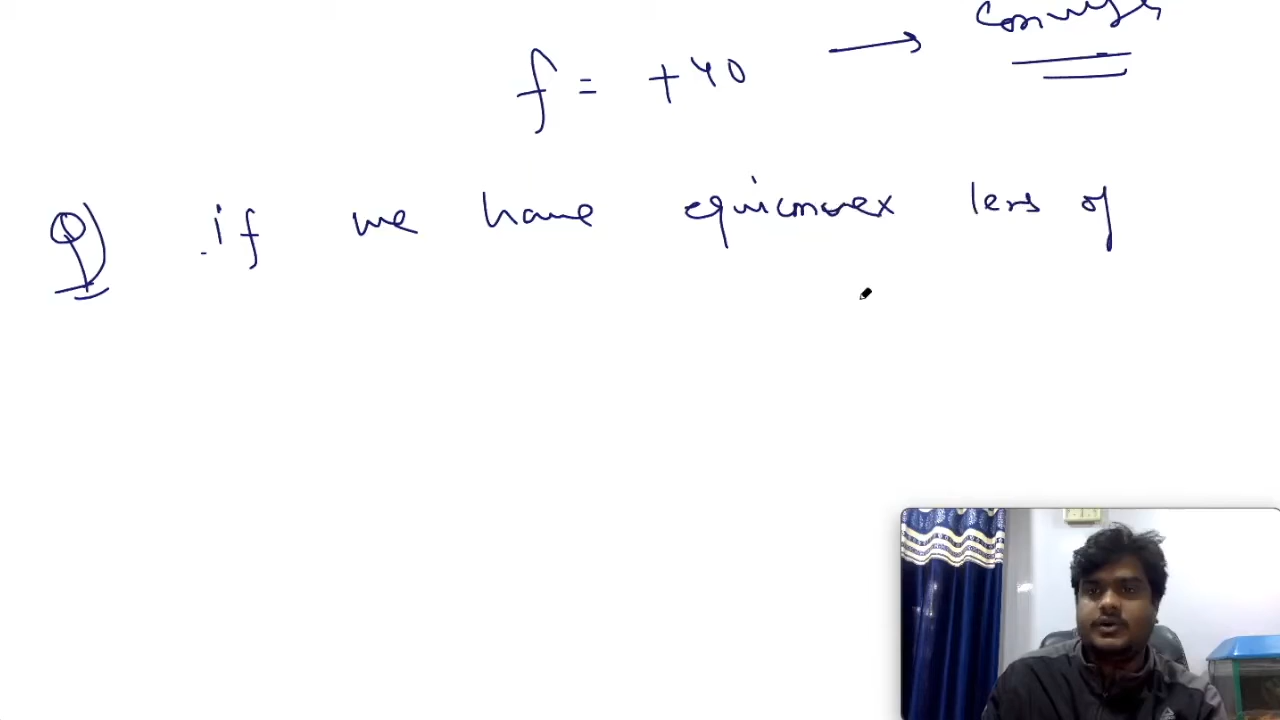 f = +40 →
Q) if we have equiconvex lens of